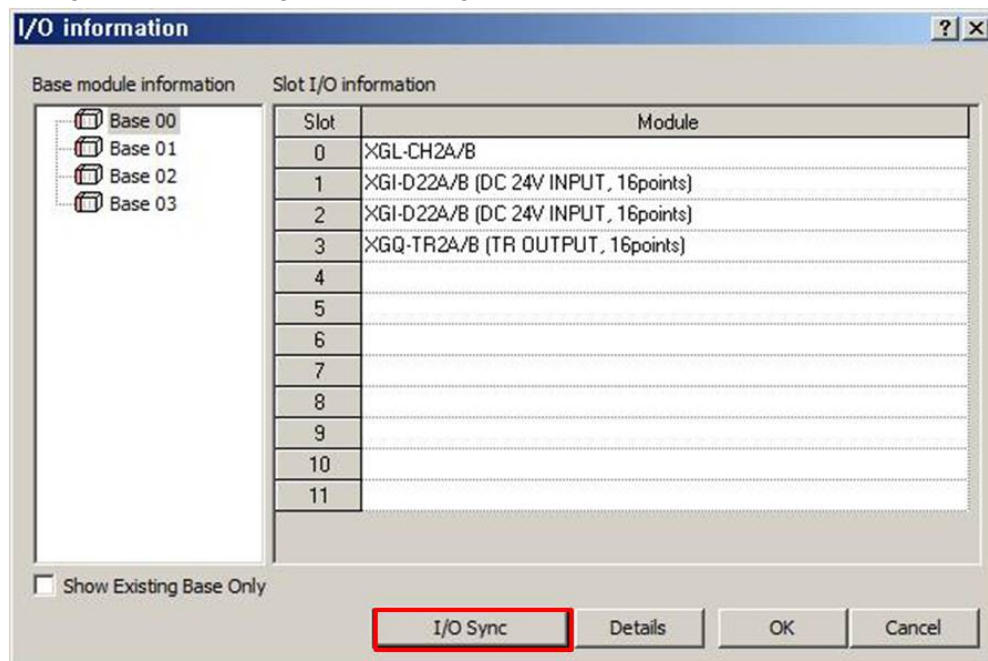 I/O information
Base module information
Slot I/O information
Base 00
Base 01
Base 02
Base 03
Slot Module
0 XGL-CH2A/B
1 XGI-D22A/B (DC 24V INPUT, 16points)
2 XGI-D22A/B (DC 24V INPUT, 16points)
3 XGQ-TR2A/B (TR OUTPUT, 16points)
4
5
6
7
8
9
10
11
Show Existing Base Only
I/O Sync Details OK Cancel